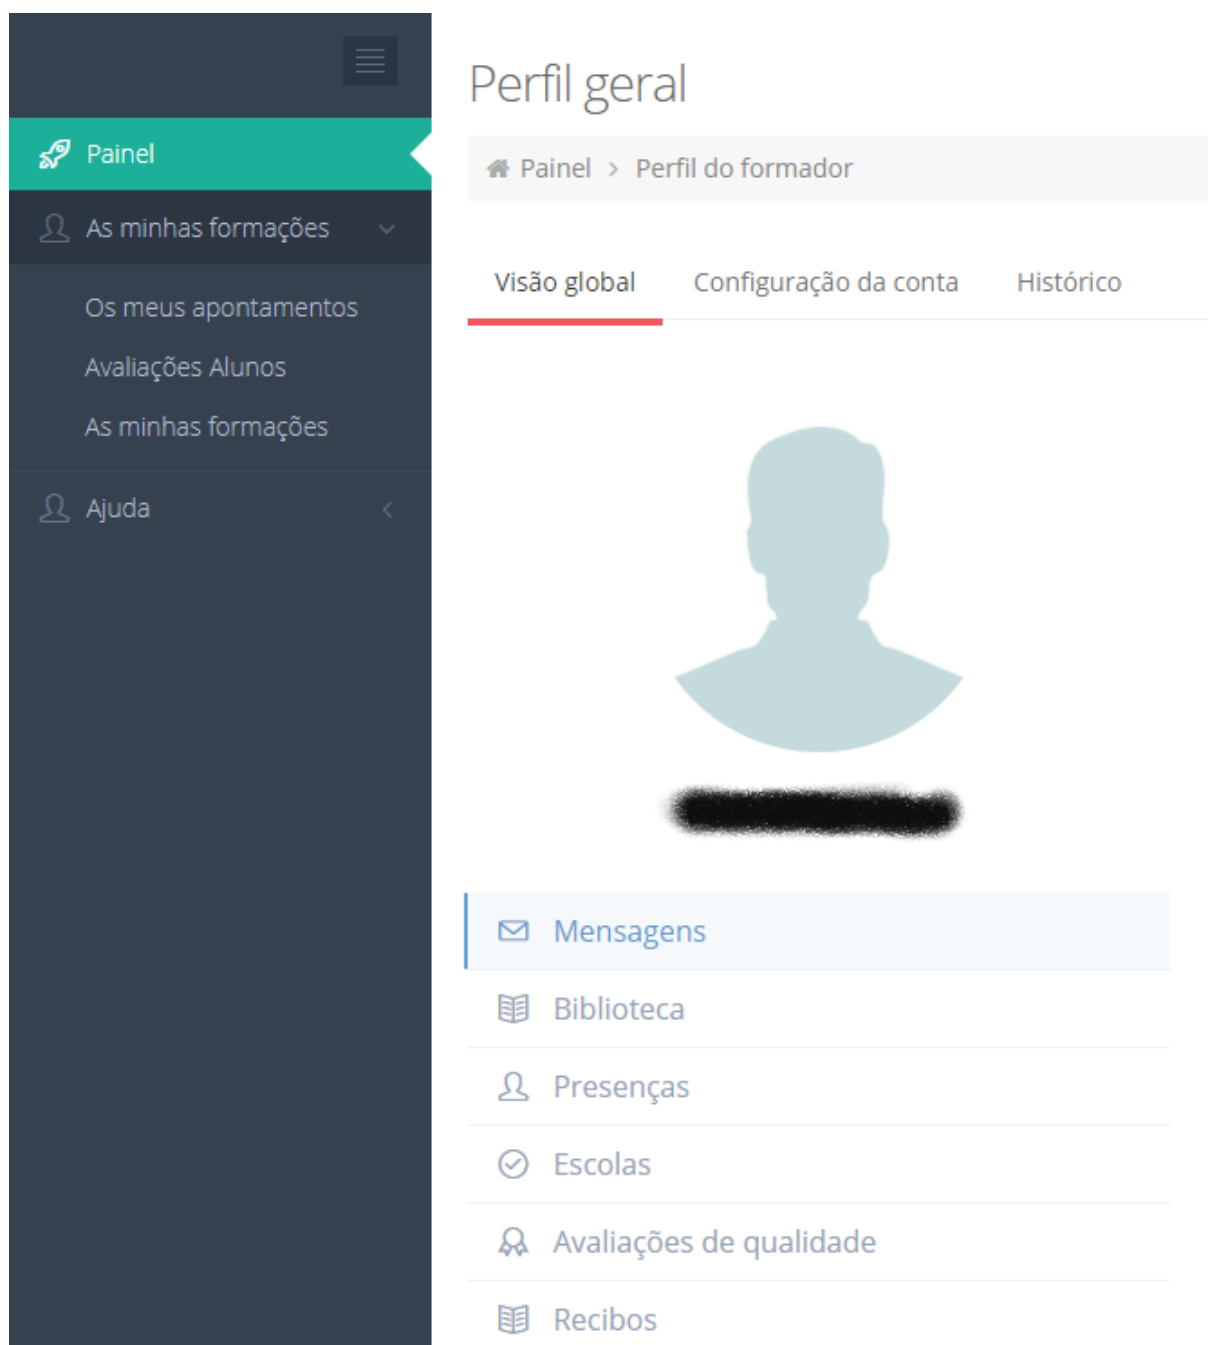 Painel
As minhas formações
Os meus apontamentos
Avaliações Alunos
As minhas formações
Ajuda
Perfil geral
Painel > Perfil do formador
Visão global Configuração da conta Histórico
Mensagens
Biblioteca
Presenças
Escolas
Avaliações de qualidade
Recibos